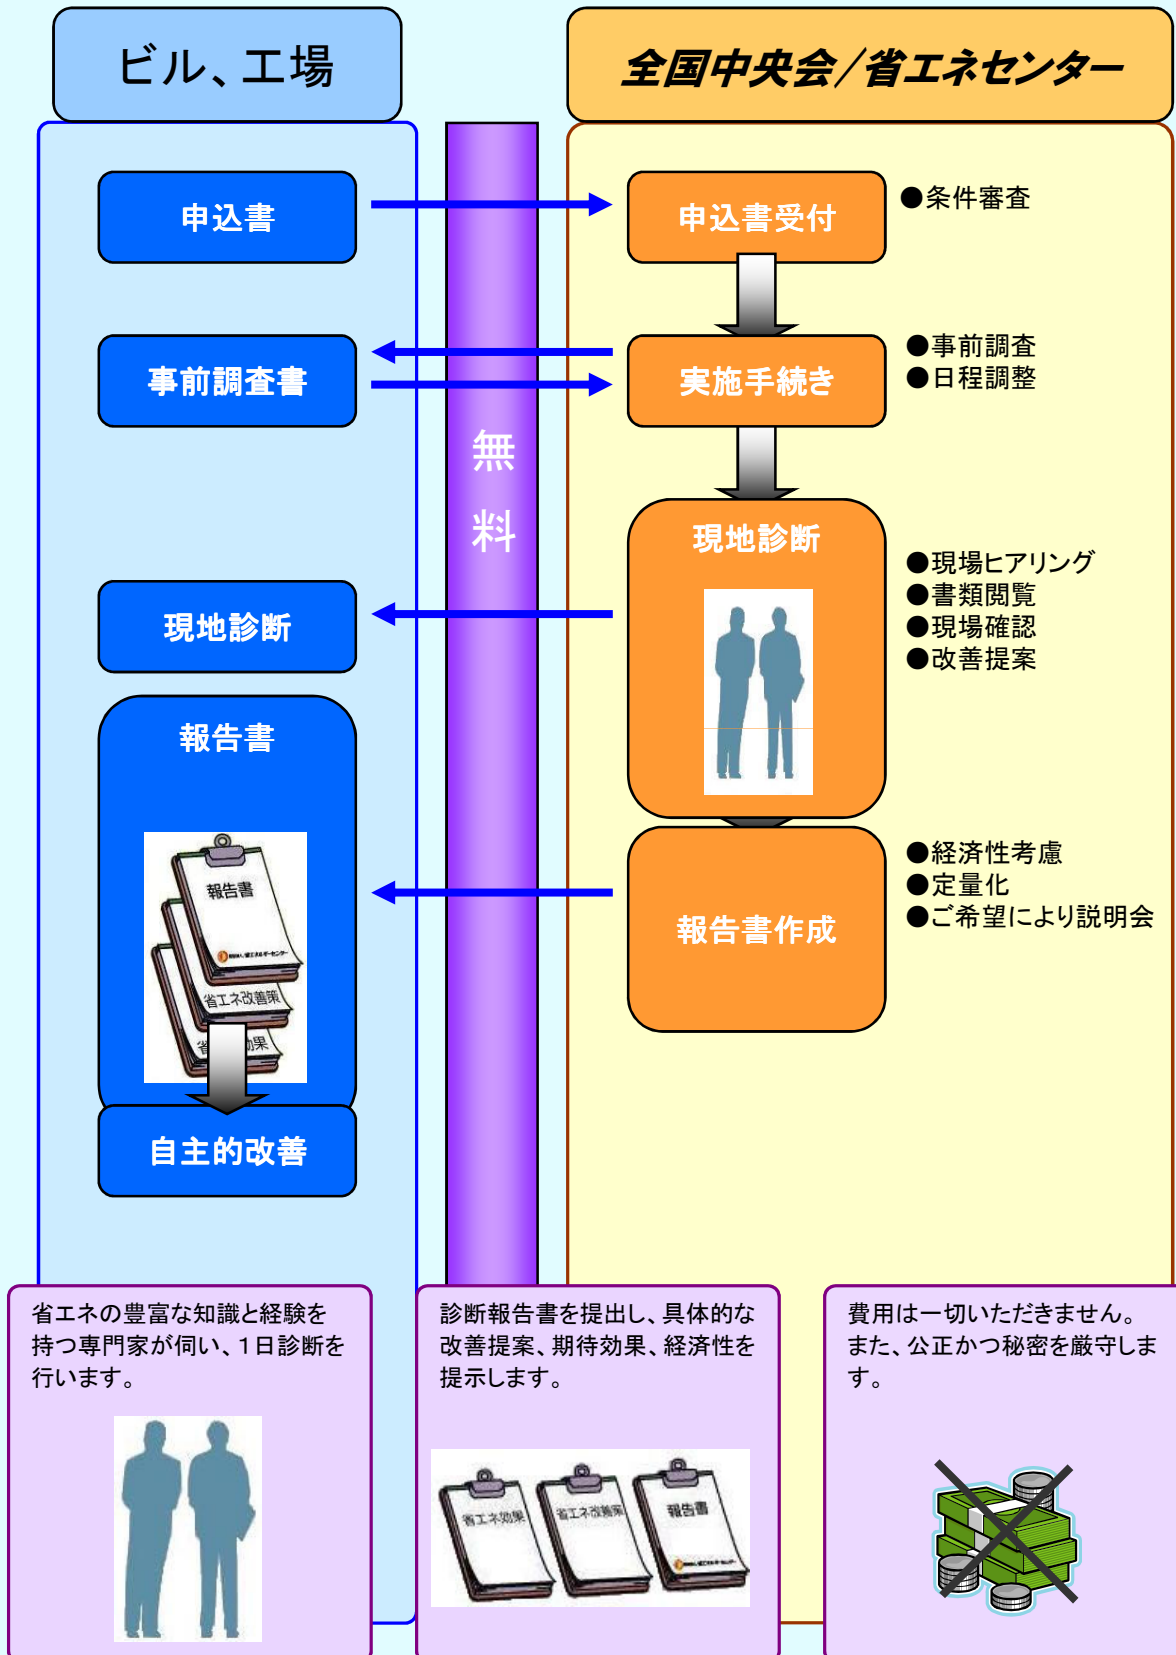 ビル、工場
全国中央会/省エネセンター
申込書
申込書受付
●条件審査
事前調査書
実施手続き
●事前調査
●日程調整
無
料
現地診断
現地診断
●現場ヒアリング
●書類閲覧
●現場確認
●改善提案
報告書
報告書
省エネ改善策
報告書作成
●経済性考慮
●定量化
●ご希望により説明会
自主的改善
省エネの豊富な知識と経験を
持つ専門家が伺い、1日診断を
行います。
診断報告書を提出し、具体的な
改善提案、期待効果、経済性を
提示します。
省エネ効果
省エネ改善策
報告書
費用は一切いただきません。
また、公正かつ秘密を厳守しま
す。